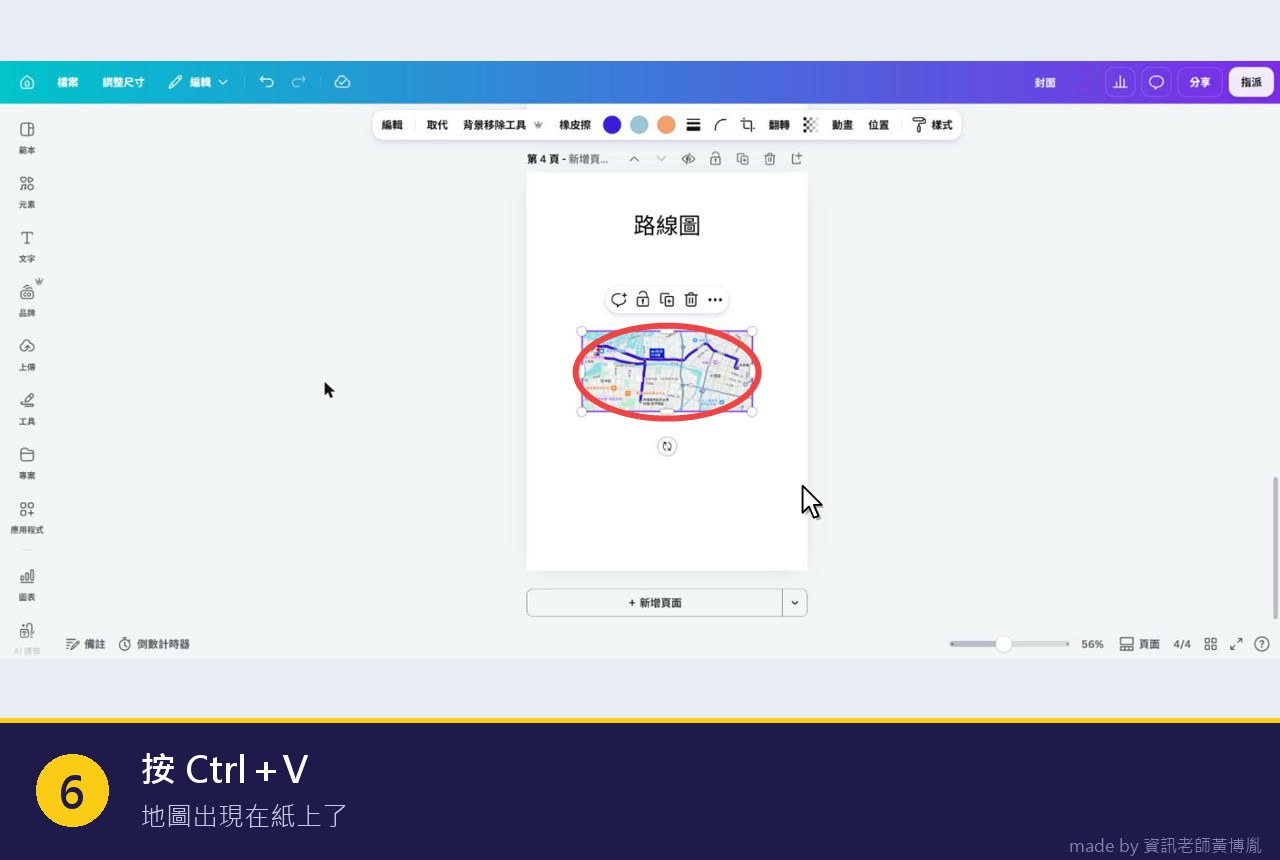 檔案 調整尺寸 編輯 封面 分享 指派
編輯 取代 背景移除工具 橡皮擦 翻轉 動畫 位置 樣式
範本
元素
文字
品牌
上傳
工具
專案
應用程式
圖表
AI 語音
第 4 頁 - 新增頁...
路線圖
+ 新增頁面
備註 倒數計時器 56% 頁面 4/4
6
按 Ctrl + V
地圖出現在紙上了
made by 資訊老師黃博胤